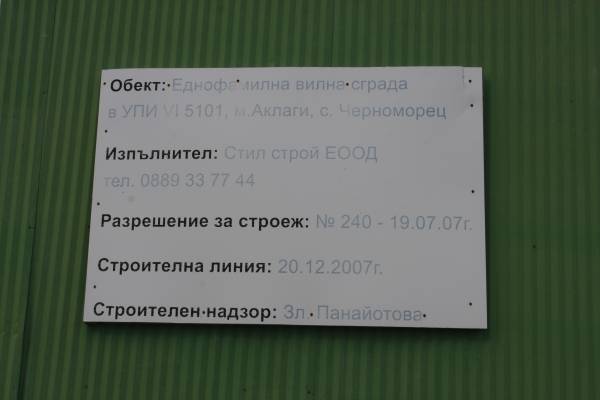 Обект: Еднофамилна вилна сграда
в УПИ VI 5101, м.Аклаги, с. Черноморец
Изпълнител: Стил строй ЕООД
тел. 0889 33 77 44
Разрешение за строеж: № 240 - 19.07.07г.
Строителна линия: 20.12.2007г.
Строителен надзор: Зл. Панайотова